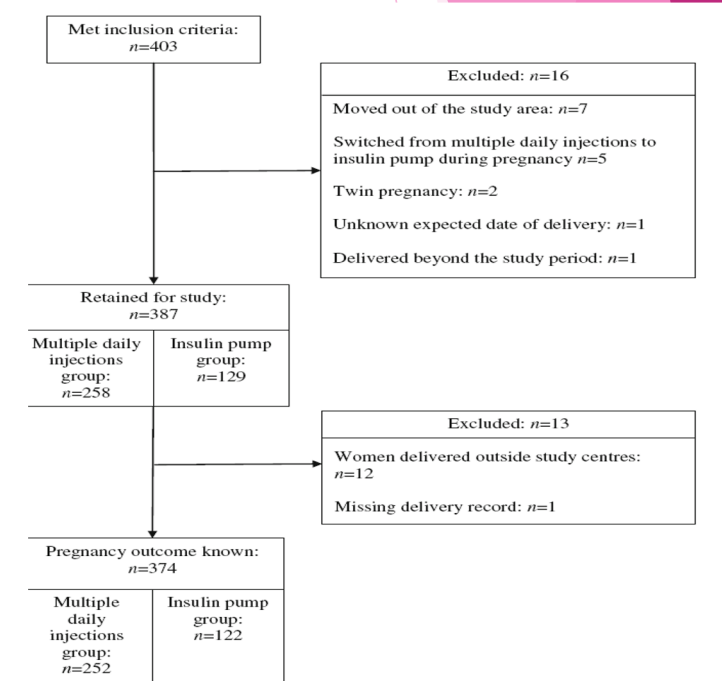 Met inclusion criteria:
n=403
Excluded: n=16
Moved out of the study area: n=7
Switched from multiple daily injections to
insulin pump during pregnancy n=5
Twin pregnancy: n=2
Unknown expected date of delivery: n=1
Delivered beyond the study period: n=1
Retained for study:
n=387
Multiple daily
injections
group:
n=258
Insulin pump
group:
n=129
Excluded: n=13
Women delivered outside study centres:
n=12
Missing delivery record: n=1
Pregnancy outcome known:
n=374
Multiple
daily
injections
group:
n=252
Insulin pump
group:
n=122